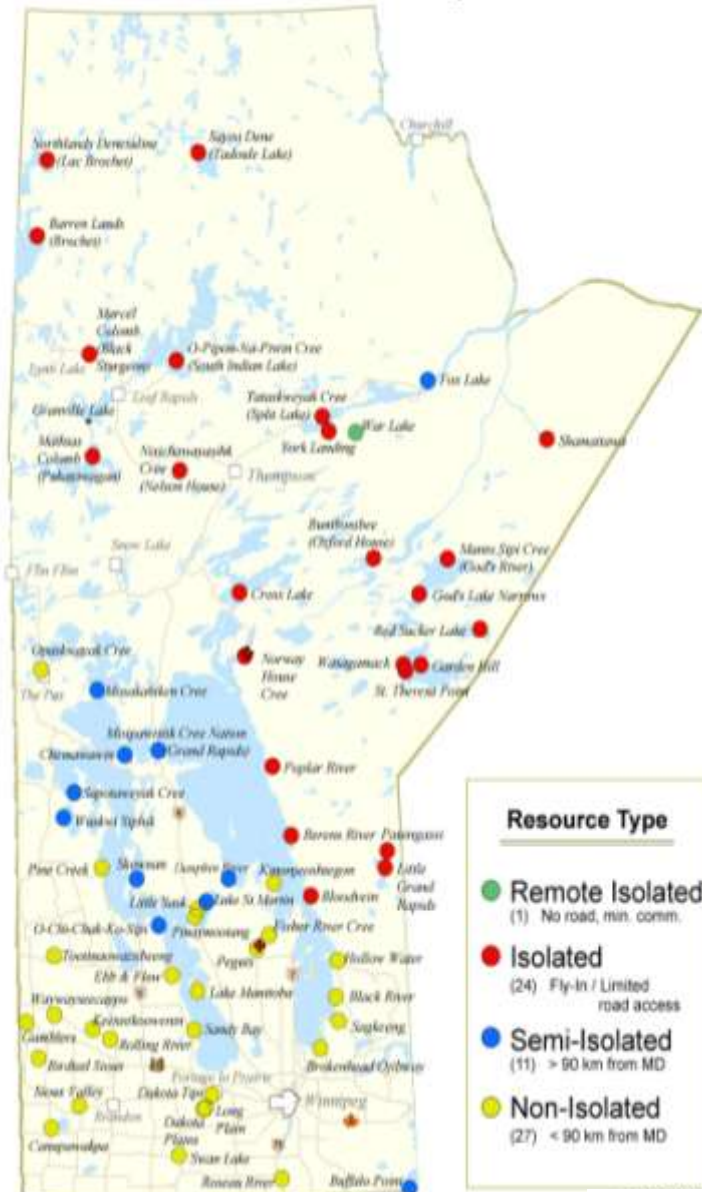 Churchill
Northlands Denesuline
(Lac Brochet)
Sayisi Dene
(Tadoule Lake)
Barren Lands
(Brochet)
Marcel
Colomb
(Black
Sturgeon)
Lynn Lake
O-Pipon-Na-Piwin Cree
(South Indian Lake)
Fox Lake
Leaf Rapids
Granville Lake
Tataskweyak Cree
(Split Lake)
War Lake
York Landing
Shamattawa
Mathias
Colomb
(Pukatawagan)
Nisichawayasihk
Cree
(Nelson House)
Thompson
Bunibonibee
(Oxford House)
Manto Sipi Cree
(God's River)
Snow Lake
Flin Flon
Cross Lake
God's Lake Narrows
Red Sucker Lake
Opaskwayak Cree
The Pas
Norway
House
Cree
Wasagamack
Garden Hill
St. Theresa Point
Mosakahiken Cree
Misipawistik Cree Nation
(Grand Rapids)
Chemawawin
Poplar River
Sapotaweyak Cree
Wuskwi Sipihk
Berens River
Pauingassi
Little
Grand
Rapids
Pine Creek
Skownan
Dauphin River
Kinonjeoshtegon
Bloodvein
Little Sask
Lake St Martin
O-Chi-Chak-Ko-Sipi
Pinaymootang
Fisher River Cree
Peguis
Tootinaowaziibeeng
Hollow Water
Ebb & Flow
Lake Manitoba
Black River
Waywayseecappo
Gamblers
Keeseekoowenin
Rolling River
Sandy Bay
Sagkeeng
Birdtail Sioux
Brokenhead Ojibway
Portage la Prairie
Sioux Valley
Dakota Tipi
Winnipeg
Brandon
Long
Plain
Dakota
Plains
Canupawakpa
Swan Lake
Roseau River
Buffalo Point
Resource Type
Remote Isolated
(1) No road, min. comm.
Isolated
(24) Fly-In / Limited
road access
Semi-Isolated
(11) > 90 km from MD
Non-Isolated
(27) < 90 km from MD